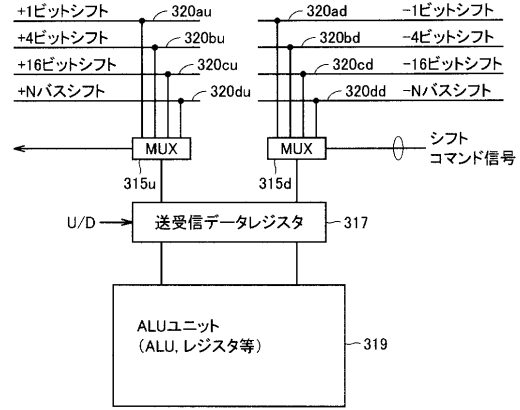 +1ビットシフト 320au 320ad −1ビットシフト
+4ビットシフト 320bu 320bd −4ビットシフト
+16ビットシフト 320cu 320cd −16ビットシフト
+Nバスシフト 320du 320dd −Nバスシフト
MUX MUX シフト
コマンド信号
315u 315d
U/D 送受信データレジスタ 317
ALUユニット
(ALU, レジスタ等) 319